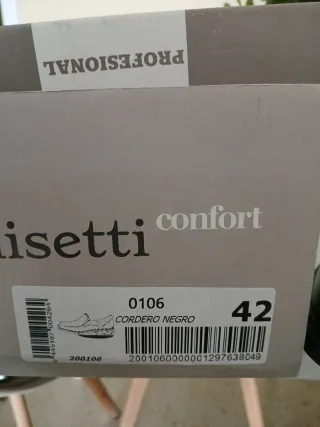 PROFESIONAL
isetti confort
0106
CORDERO NEGRO
42
200106
2001060000001297638049